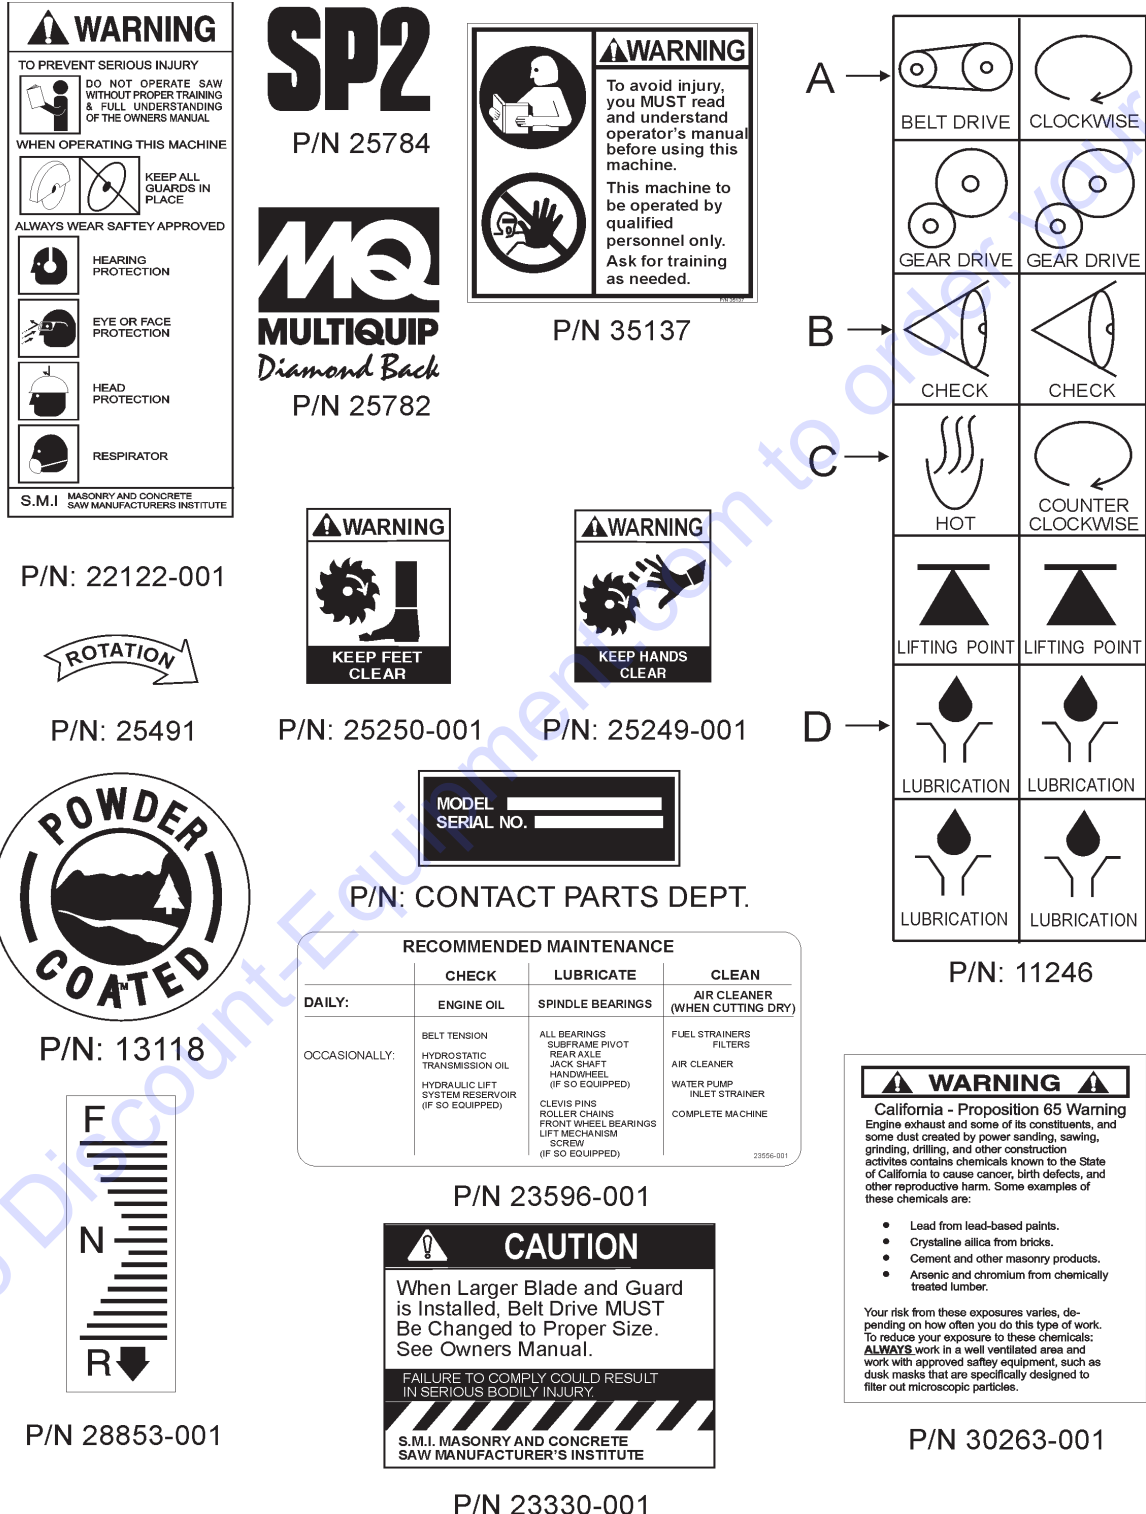 WARNING
TO PREVENT SERIOUS INJURY
DO NOT OPERATE SAW
WITHOUT PROPER TRAINING
& FULL UNDERSTANDING
OF THE OWNERS MANUAL
WHEN OPERATING THIS MACHINE
KEEP ALL
GUARDS IN
PLACE
ALWAYS WEAR SAFTEY APPROVED
HEARING
PROTECTION
EYE OR FACE
PROTECTION
HEAD
PROTECTION
RESPIRATOR
S.M.I MASONRY AND CONCRETE
SAW MANUFACTURERS INSTITUTE
P/N: 22122-001
SP2
P/N 25784
MQ
MULTIQUIP
Diamond Back
P/N 25782
WARNING
To avoid injury,
you MUST read
and understand
operator's manual
before using this
machine.
This machine to
be operated by
qualified
personnel only.
Ask for training
as needed.
P/N 35137
P/N 35137
A
BELT DRIVE CLOCKWISE
GEAR DRIVE GEAR DRIVE
B
CHECK CHECK
C
HOT COUNTER
CLOCKWISE
LIFTING POINT LIFTING POINT
D
LUBRICATION LUBRICATION
LUBRICATION LUBRICATION
P/N: 11246
ROTATION
P/N: 25491
WARNING
KEEP FEET
CLEAR
P/N: 25250-001
WARNING
KEEP HANDS
CLEAR
P/N: 25249-001
POWDER
COATED™
P/N: 13118
MODEL
SERIAL NO.
P/N: CONTACT PARTS DEPT.
RECOMMENDED MAINTENANCE
CHECK LUBRICATE CLEAN
DAILY: ENGINE OIL SPINDLE BEARINGS AIR CLEANER
(WHEN CUTTING DRY)
OCCASIONALLY:
BELT TENSION
HYDROSTATIC
TRANSMISSION OIL
HYDRAULIC LIFT
SYSTEM RESERVOIR
(IF SO EQUIPPED)
ALL BEARINGS
SUBFRAME PIVOT
REAR AXLE
JACK SHAFT
HANDWHEEL
(IF SO EQUIPPED)
CLEVIS PINS
ROLLER CHAINS
FRONT WHEEL BEARINGS
LIFT MECHANISM
SCREW
(IF SO EQUIPPED)
FUEL STRAINERS
FILTERS
AIR CLEANER
WATER PUMP
INLET STRAINER
COMPLETE MACHINE
23556-001
P/N 23596-001
F
N
R
P/N 28853-001
CAUTION
When Larger Blade and Guard
is Installed, Belt Drive MUST
Be Changed to Proper Size.
See Owners Manual.
FAILURE TO COMPLY COULD RESULT
IN SERIOUS BODILY INJURY.
S.M.I. MASONRY AND CONCRETE
SAW MANUFACTURER'S INSTITUTE
P/N 23330-001
WARNING
California - Proposition 65 Warning
Engine exhaust and some of its constituents, and
some dust created by power sanding, sawing,
grinding, drilling, and other construction
activites contains chemicals known to the State
of California to cause cancer, birth defects, and
other reproductive harm. Some examples of
these chemicals are:
● Lead from lead-based paints.
● Crystaline ailica from bricks.
● Cement and other masonry products.
● Arsenic and chromium from chemically
treated lumber.
Your risk from these exposures varies, de-
pending on how often you do this type of work.
To reduce your exposure to these chemicals:
ALWAYS work in a well ventilated area and
work with approved saftey equipment, such as
dusk masks that are specifically designed to
filter out microscopic particles.
P/N 30263-001
Discount-Equipment.com to order your